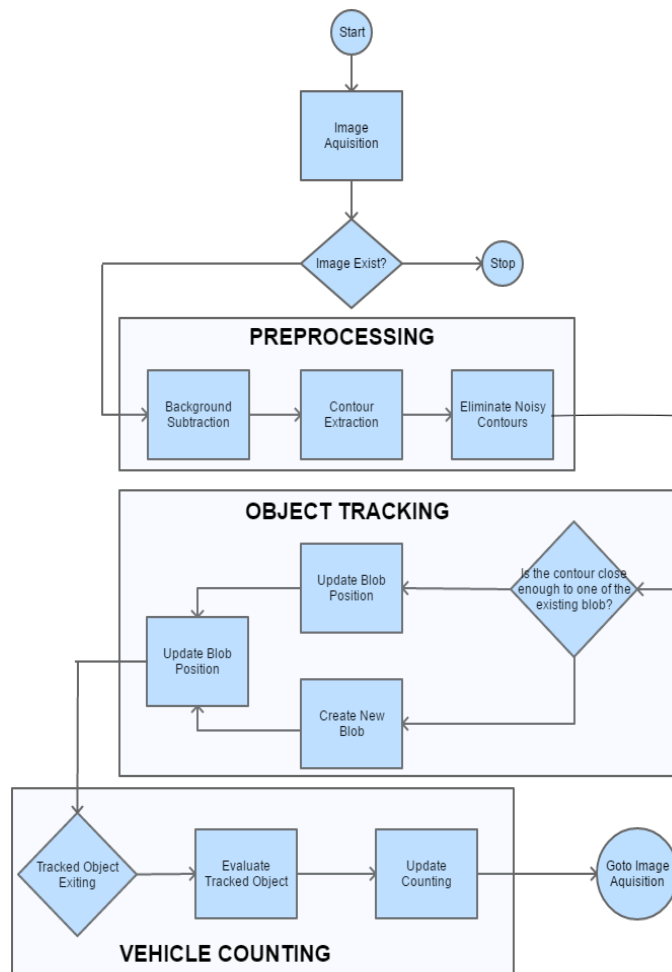 Start
Image
Aquisition
Image Exist?
Stop
PREPROCESSING
Background
Subtraction
Contour
Extraction
Eliminate Noisy
Contours
OBJECT TRACKING
Update Blob
Position
Is the contour close
enough to one of the
existing blob?
Update Blob
Position
Create New
Blob
Tracked Object
Exiting
Evaluate
Tracked Object
Update
Counting
Goto Image
Aquisition
VEHICLE COUNTING